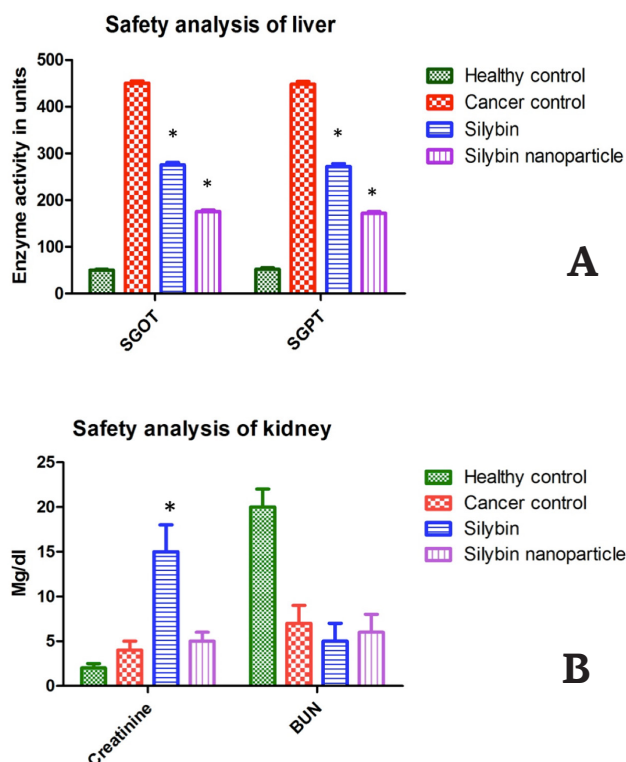 Safety analysis of liver
Enzyme activity in units
500
400
300
200
100
0
*
*
*
*
SGOT
SGPT
Healthy control
Cancer control
Silybin
Silybin nanoparticle
A
Safety analysis of kidney
Mg/dl
25
20
15
10
5
0
*
Creatinine
BUN
Healthy control
Cancer control
Silybin
Silybin nanoparticle
B